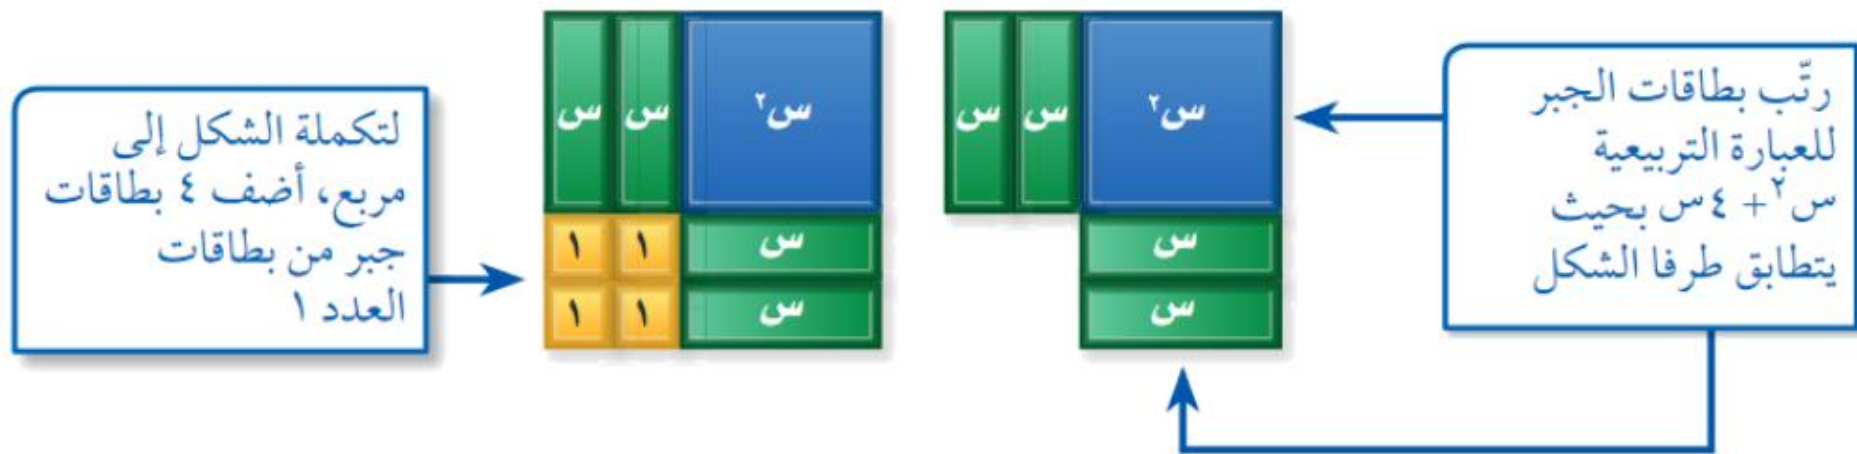 رتّب بطاقات الجبر
للعبارة التربيعية
س٢ + ٤س بحيث
يتطابق طرفا الشكل
س٢ س س
س
س
س٢ س س
س ١ ١
س ١ ١
لتكملة الشكل إلى
مربع، أضف ٤ بطاقات
جبر من بطاقات
العدد ١